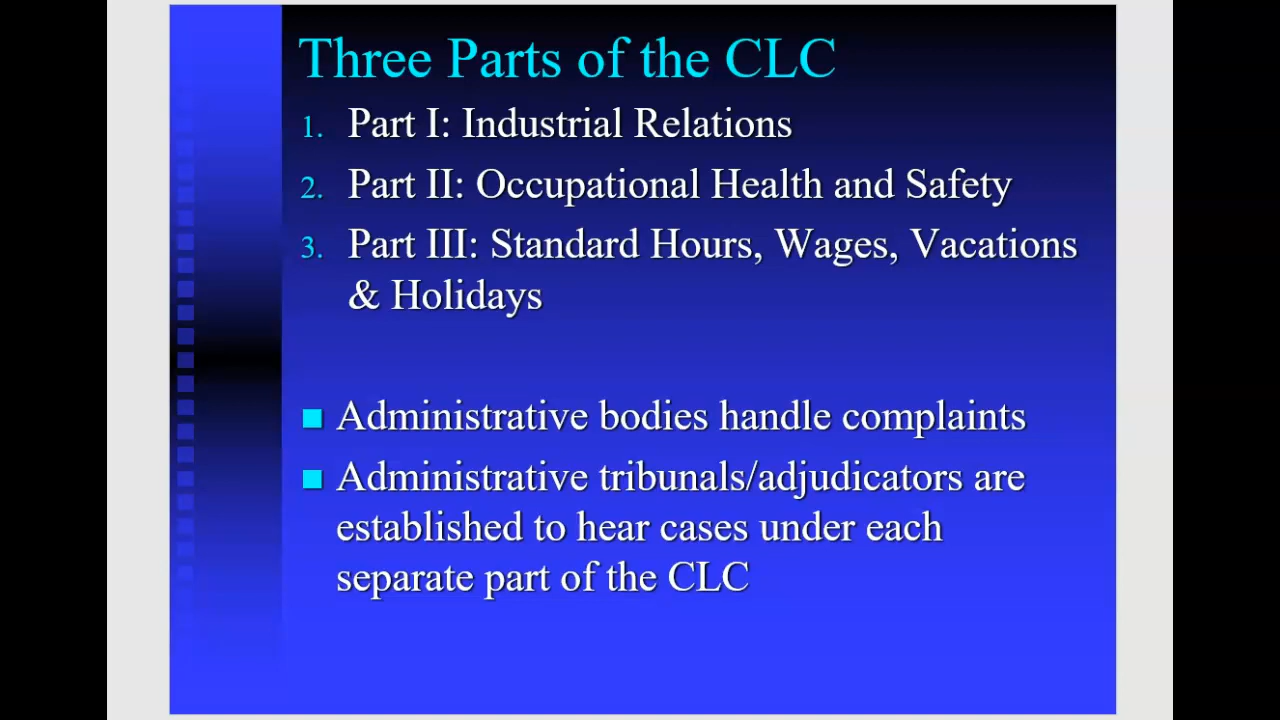 Three Parts of the CLC
1. Part I: Industrial Relations
2. Part II: Occupational Health and Safety
3. Part III: Standard Hours, Wages, Vacations
& Holidays
Administrative bodies handle complaints
Administrative tribunals/adjudicators are
established to hear cases under each
separate part of the CLC